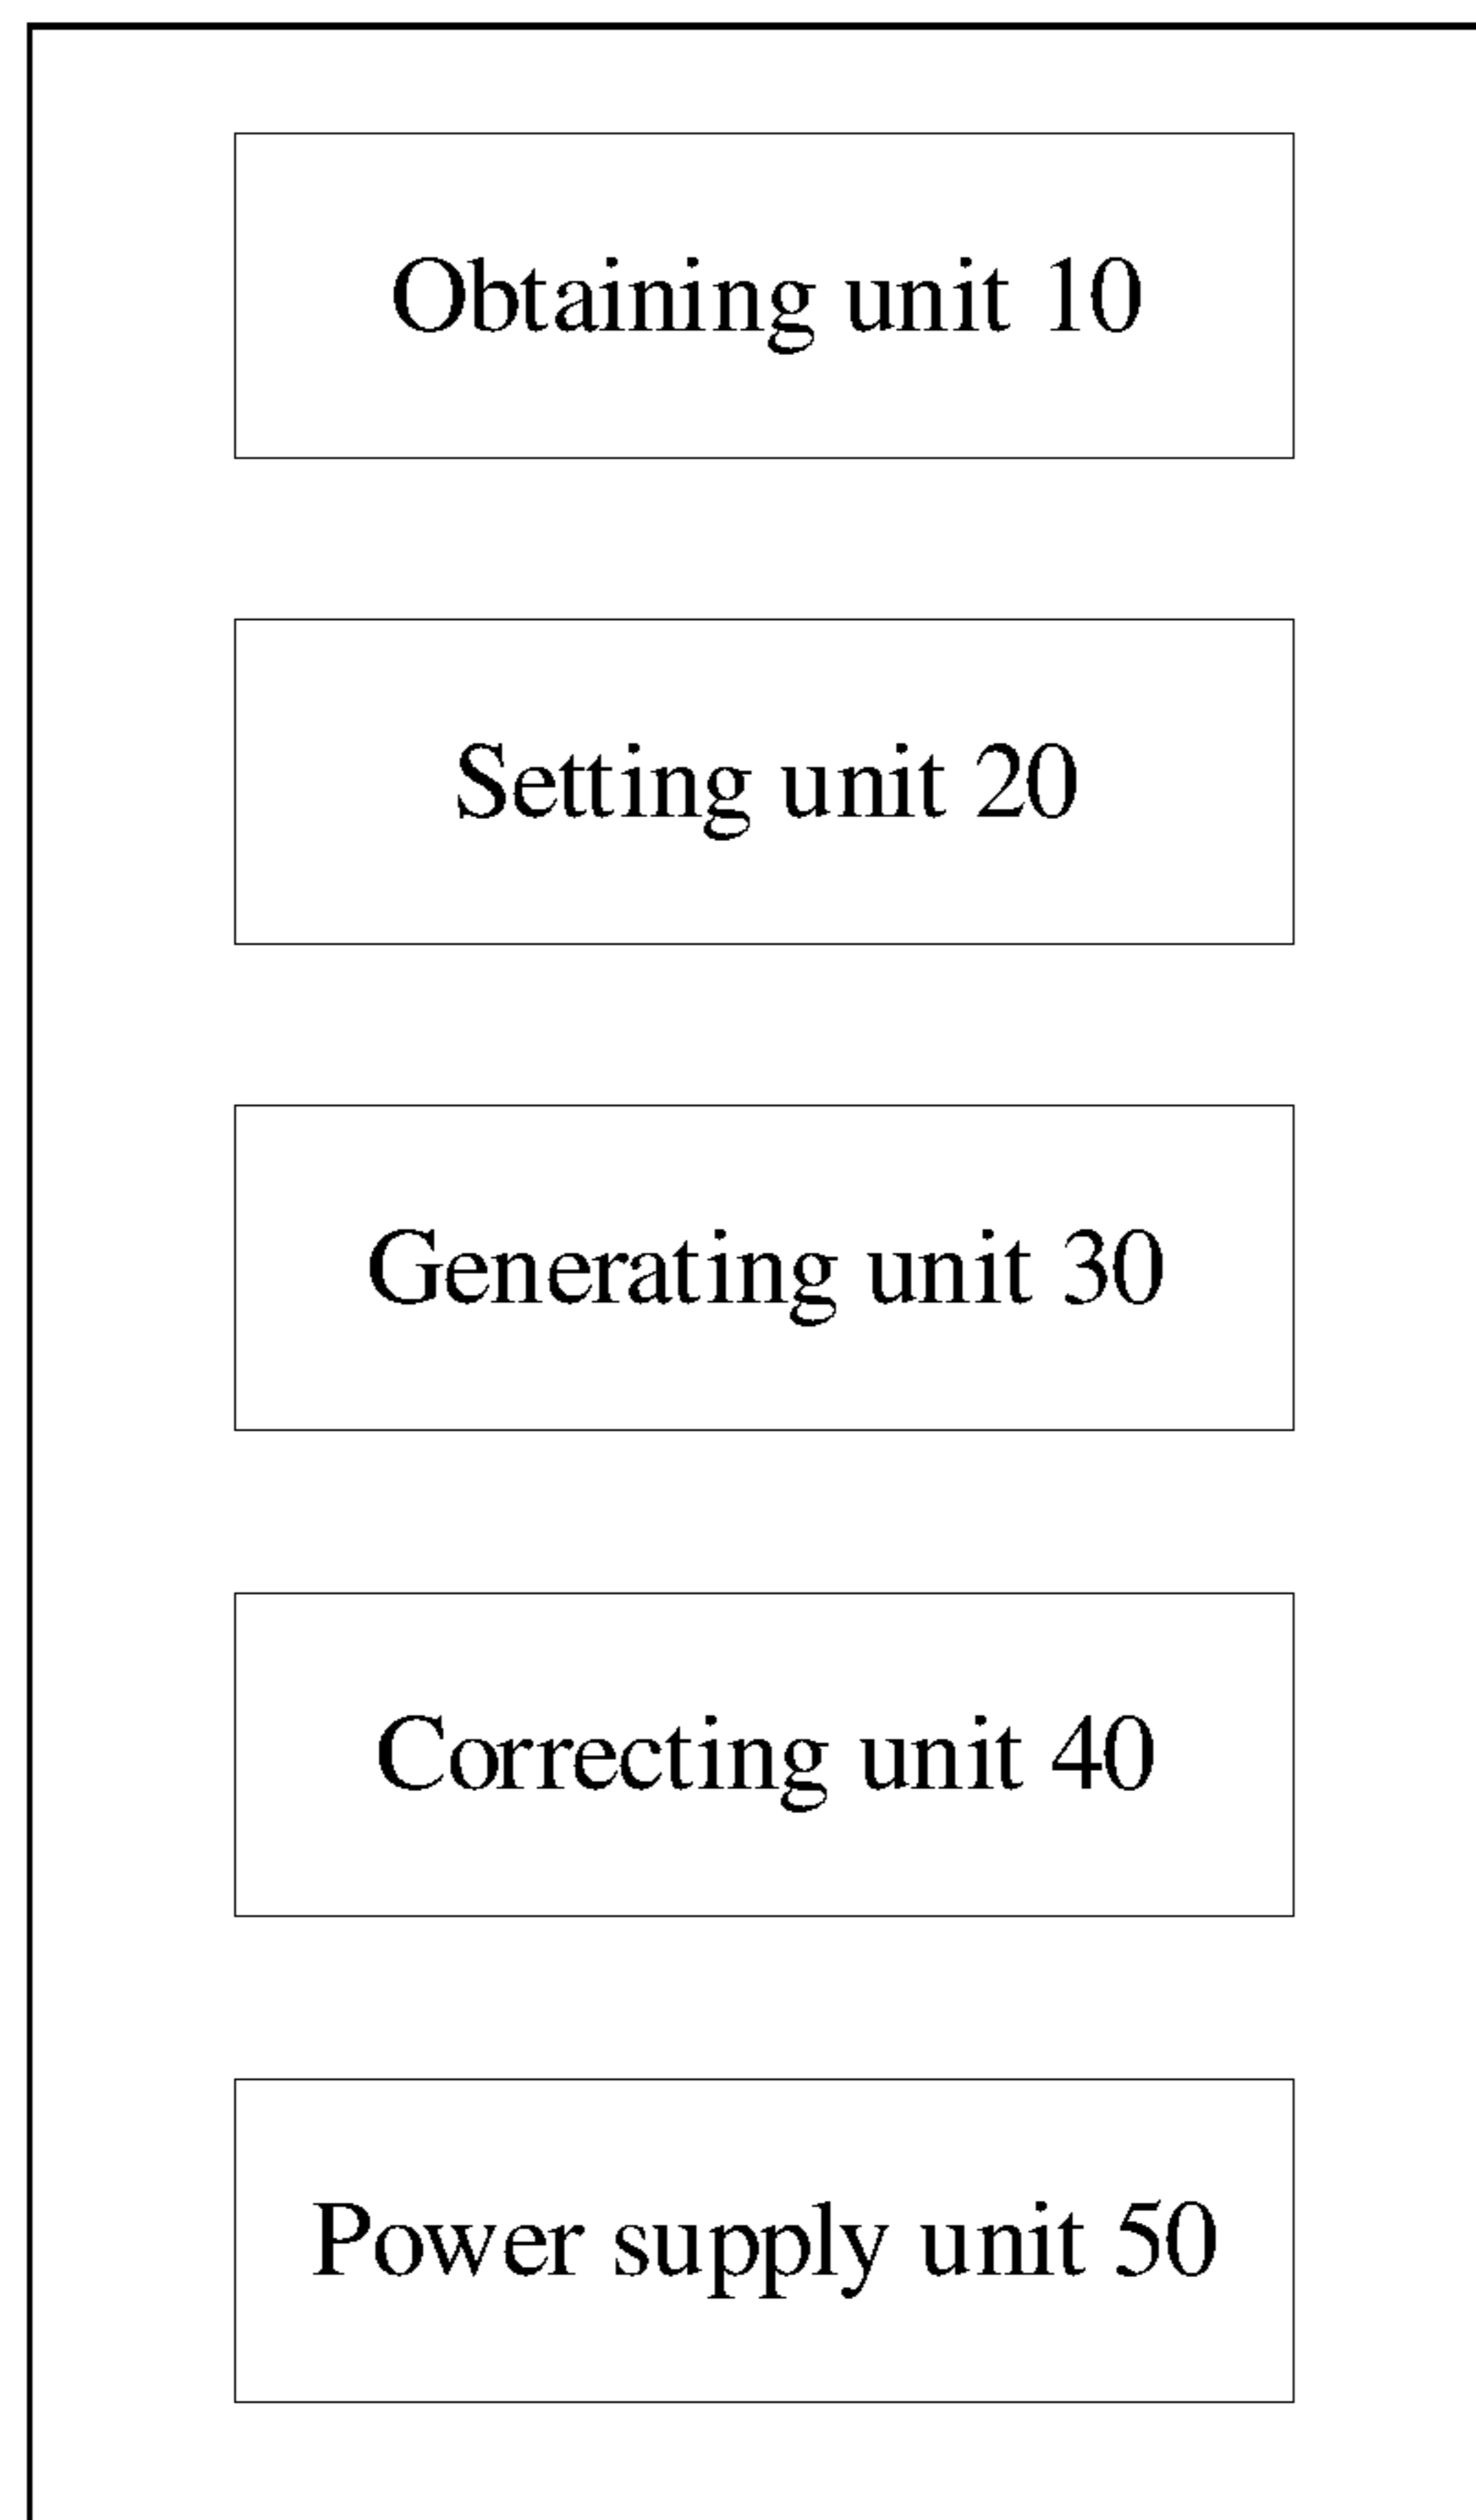 Obtaining unit 10
Setting unit 20
Generating unit 30
Correcting unit 40
Power supply unit 50